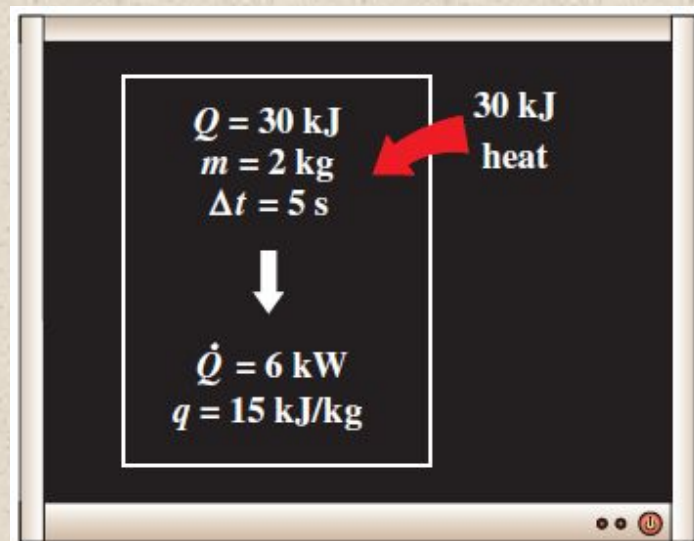 Q = 30 kJ
m = 2 kg
Δt = 5 s
30 kJ
heat
Q̇ = 6 kW
q = 15 kJ/kg